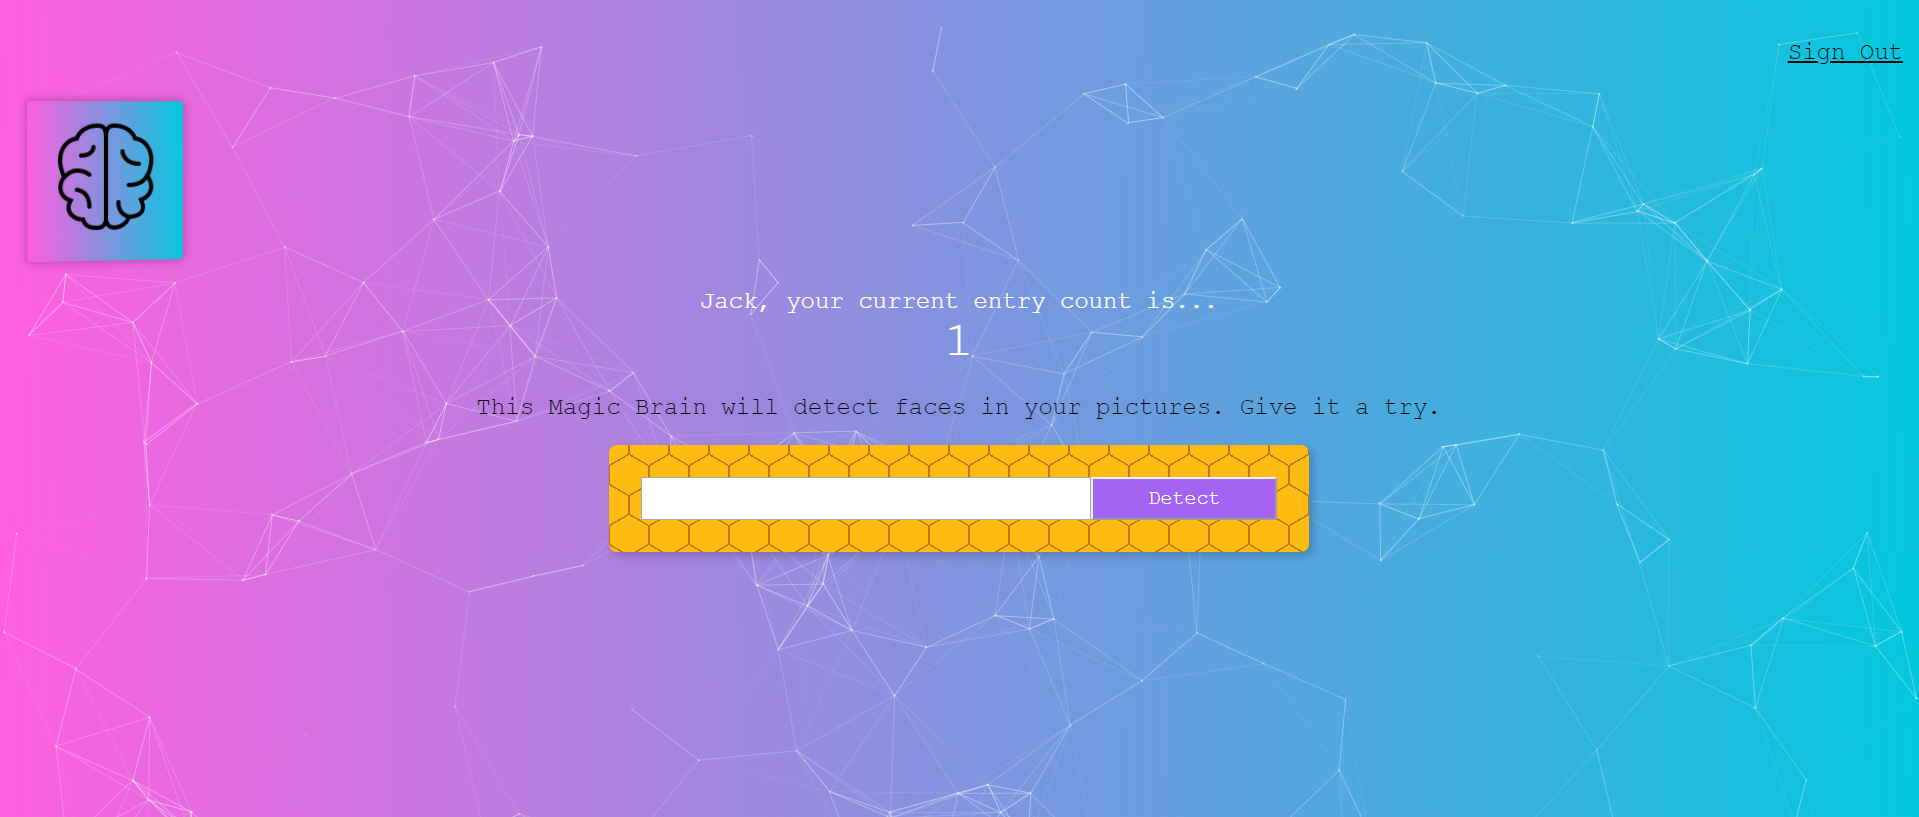 Sign Out
Jack, your current entry count is...
1
This Magic Brain will detect faces in your pictures. Give it a try.
Detect